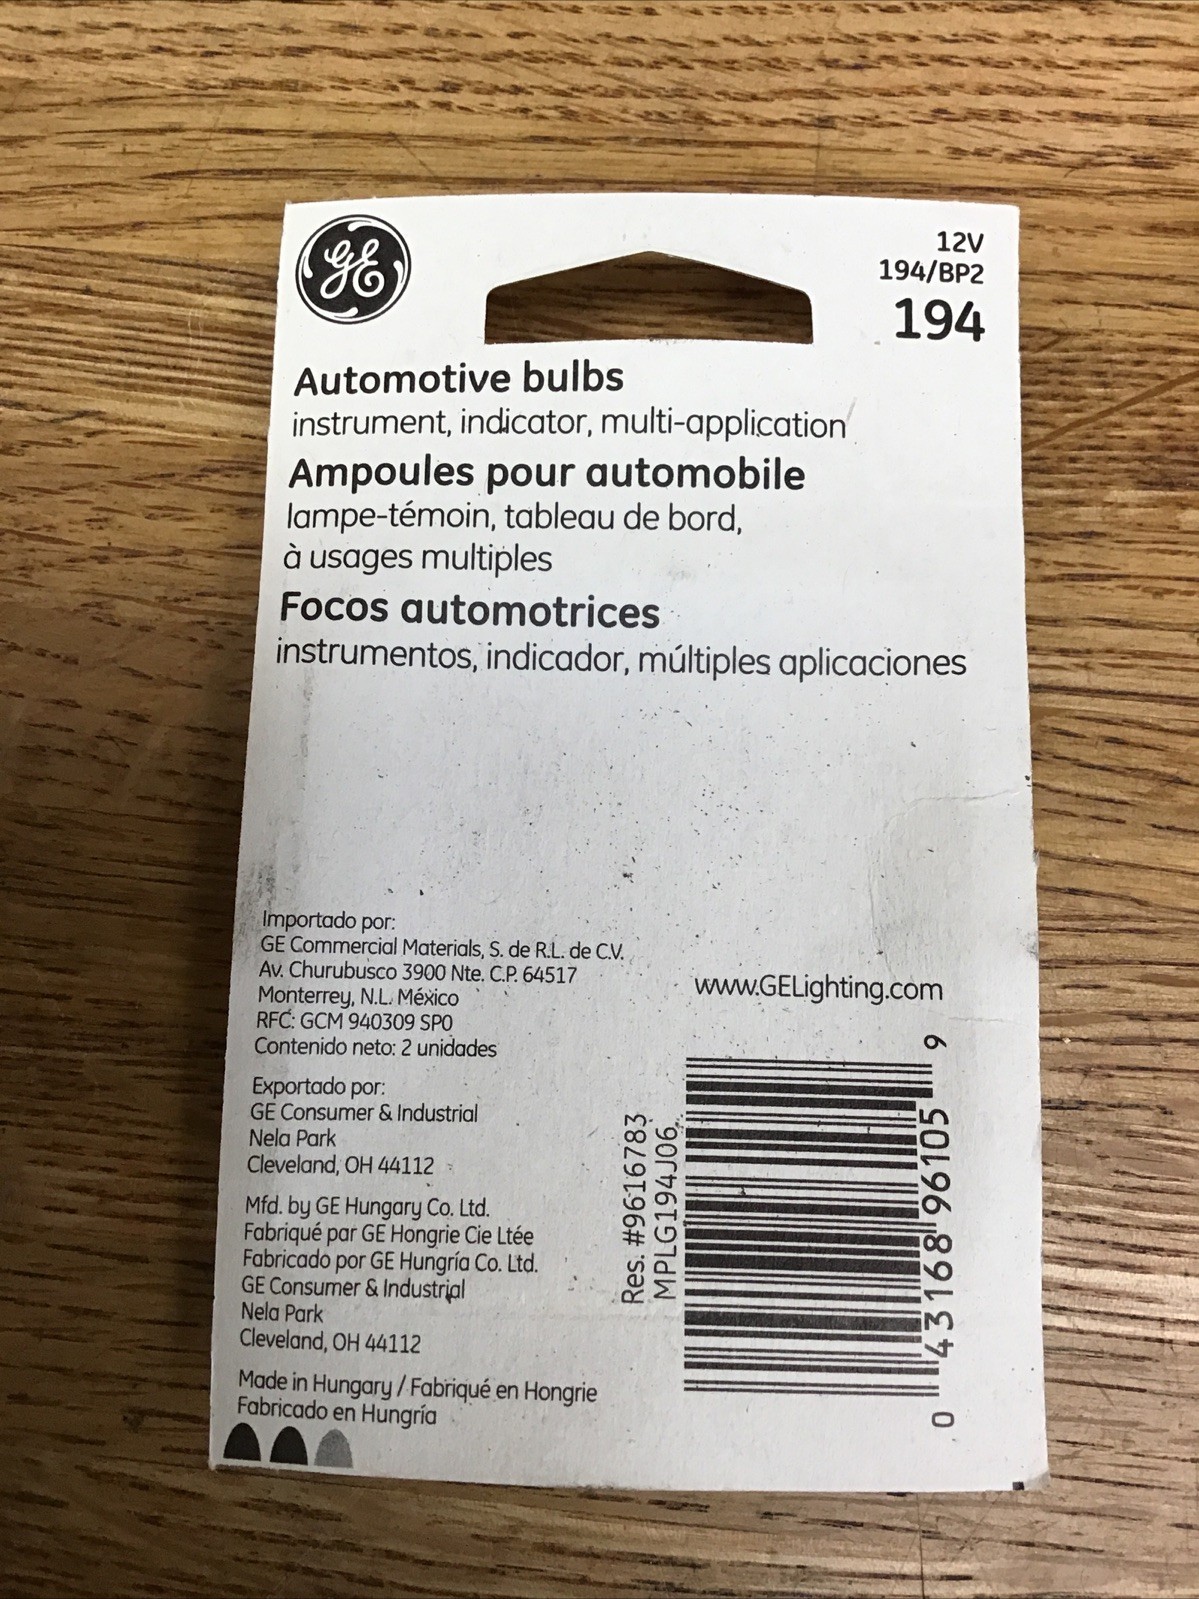 GE
12V
194/BP2
194
Automotive bulbs
instrument, indicator, multi-application
Ampoules pour automobile
lampe-témoin, tableau de bord,
à usages multiples
Focos automotrices
instrumentos, indicador, múltiples aplicaciones
Importado por:
GE Commercial Materials, S. de R.L. de C.V.
Av. Churubusco 3900 Nte. C.P. 64517
Monterrey, N.L. México
RFC: GCM 940309 SP0
Contenido neto: 2 unidades
Exportado por:
GE Consumer & Industrial
Nela Park
Cleveland, OH 44112
Mfd. by GE Hungary Co. Ltd.
Fabriqué par GE Hongrie Cie Ltée
Fabricado por GE Hungría Co. Ltd.
GE Consumer & Industrial
Nela Park
Cleveland, OH 44112
Made in Hungary / Fabriqué en Hongrie
Fabricado en Hungría
www.GELighting.com
Res. #9616783
MPLG194J06
0 43168 96105 9